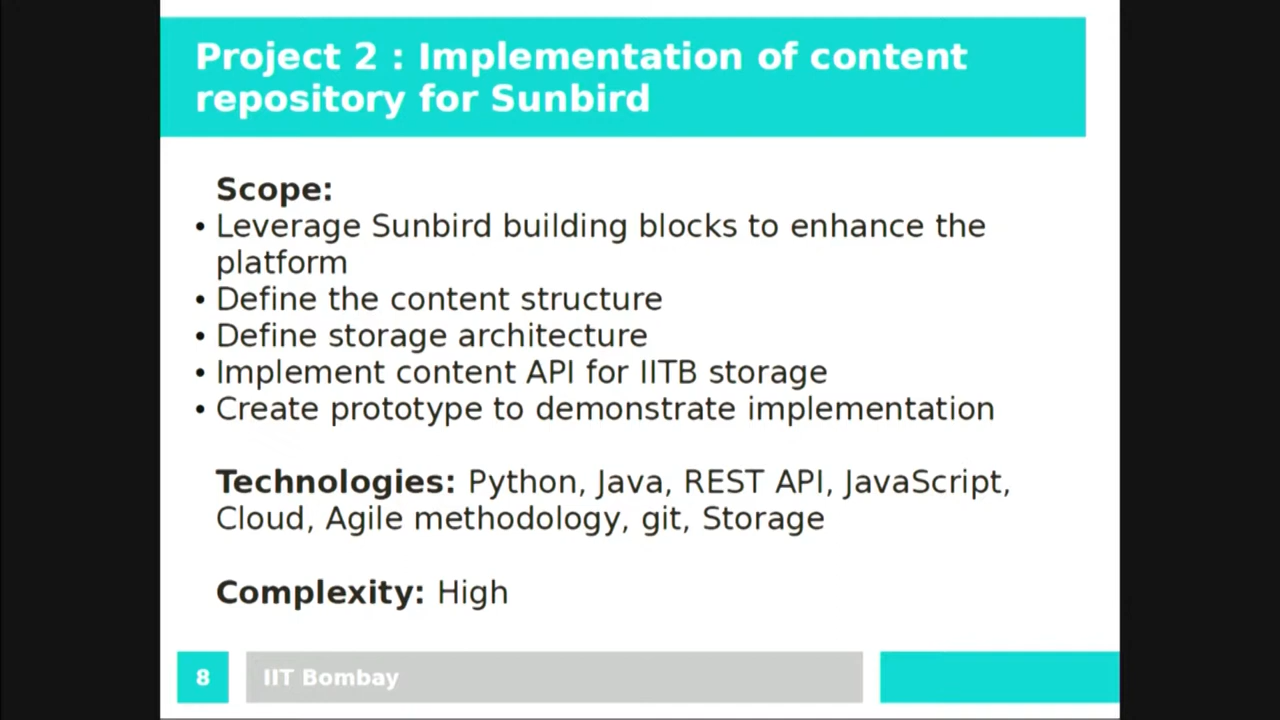 Project 2 : Implementation of content
repository for Sunbird
Scope:
• Leverage Sunbird building blocks to enhance the
platform
• Define the content structure
• Define storage architecture
• Implement content API for IITB storage
• Create prototype to demonstrate implementation
Technologies: Python, Java, REST API, JavaScript,
Cloud, Agile methodology, git, Storage
Complexity: High
8
IIT Bombay